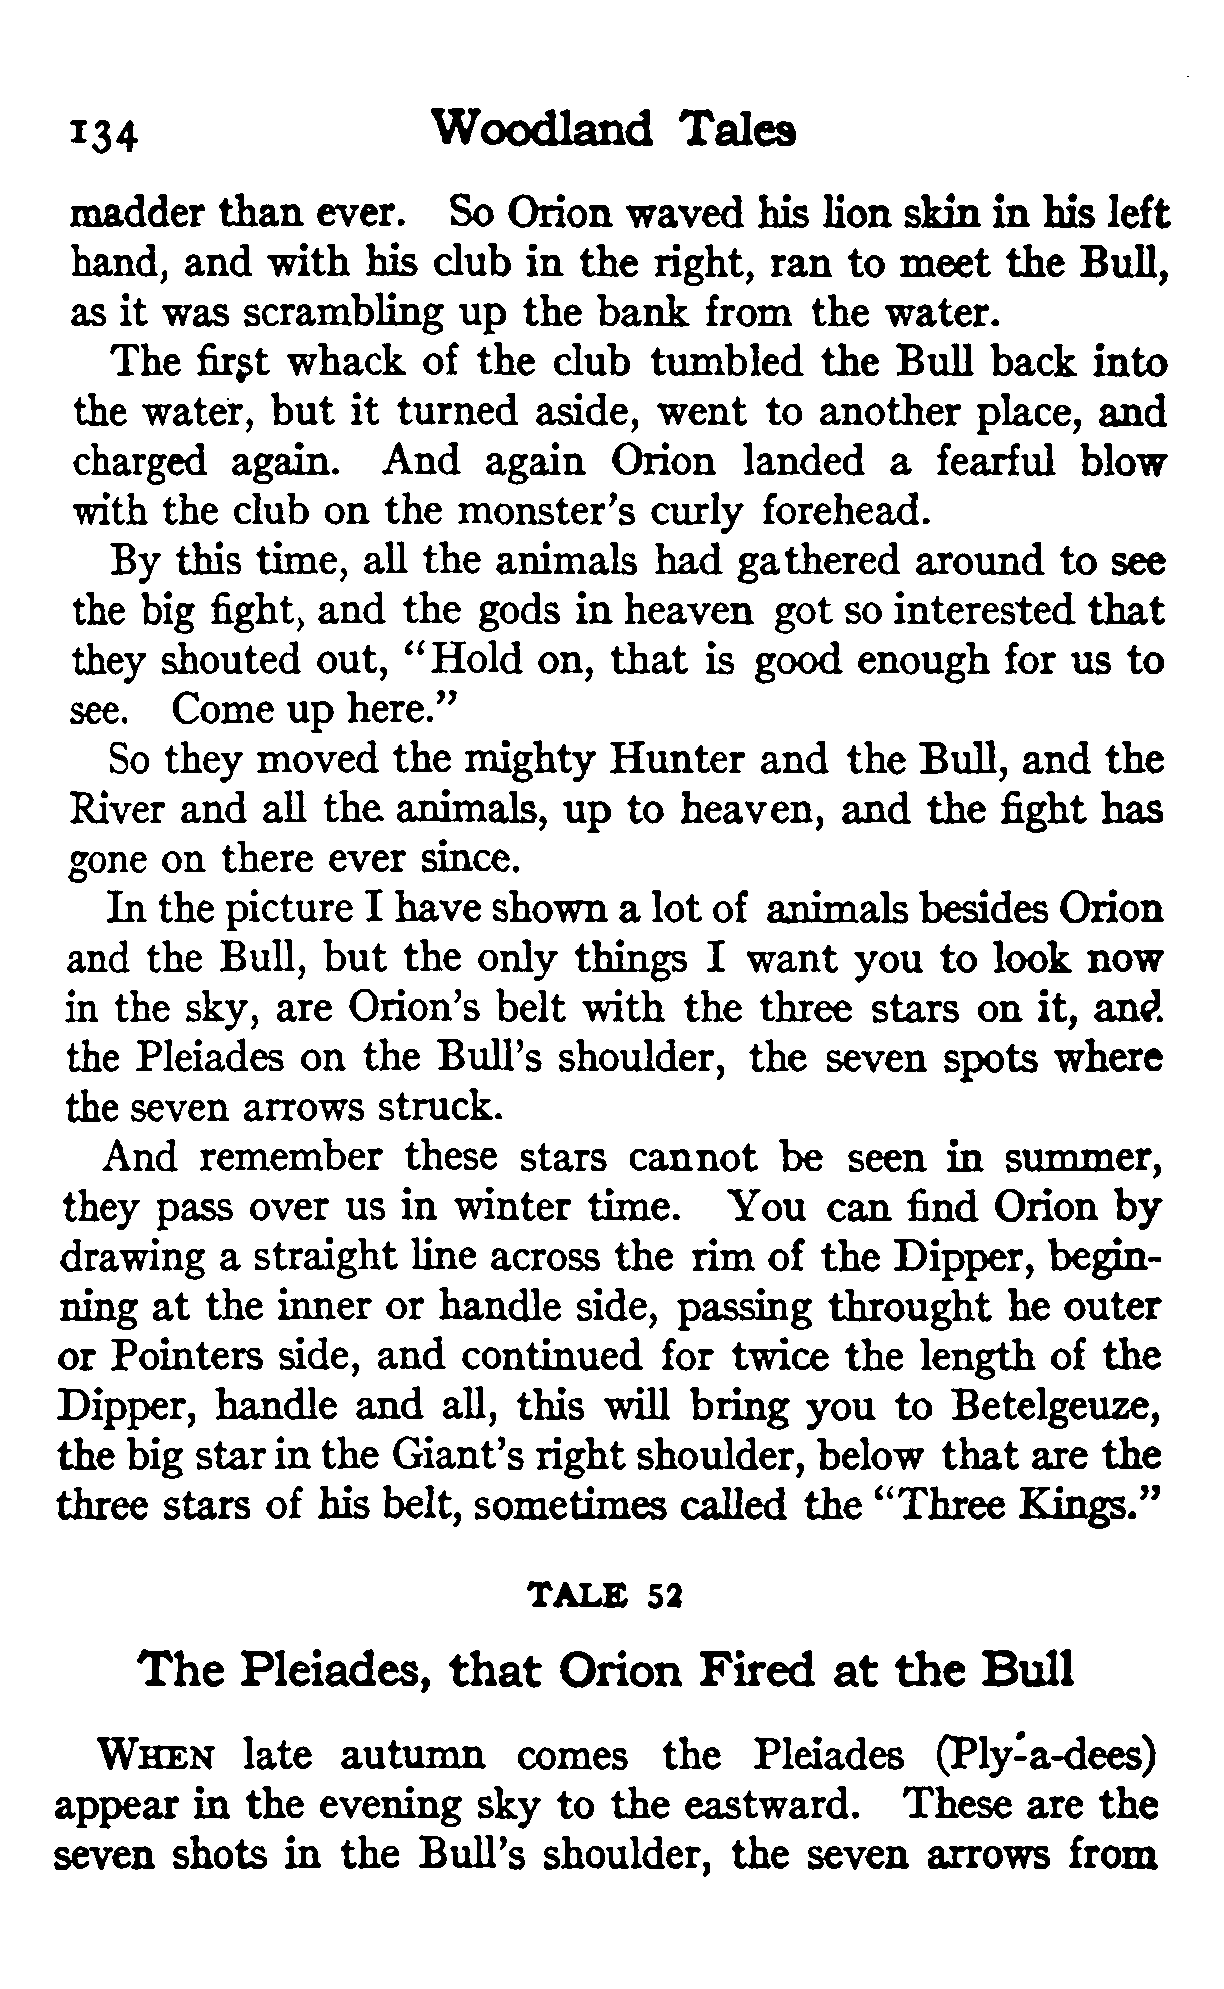 134 Woodland Tales
madder than ever. So Orion waved his lion skin in his left
hand, and with his club in the right, ran to meet the Bull,
as it was scrambling up the bank from the water.
The first whack of the club tumbled the Bull back into
the water, but it turned aside, went to another place, and
charged again. And again Orion landed a fearful blow
with the club on the monster's curly forehead.
By this time, all the animals had gathered around to see
the big fight, and the gods in heaven got so interested that
they shouted out, "Hold on, that is good enough for us to
see. Come up here."
So they moved the mighty Hunter and the Bull, and the
River and all the animals, up to heaven, and the fight has
gone on there ever since.
In the picture I have shown a lot of animals besides Orion
and the Bull, but the only things I want you to look now
in the sky, are Orion's belt with the three stars on it, and
the Pleiades on the Bull's shoulder, the seven spots where
the seven arrows struck.
And remember these stars cannot be seen in summer,
they pass over us in winter time. You can find Orion by
drawing a straight line across the rim of the Dipper, begin-
ning at the inner or handle side, passing throught he outer
or Pointers side, and continued for twice the length of the
Dipper, handle and all, this will bring you to Betelgeuze,
the big star in the Giant's right shoulder, below that are the
three stars of his belt, sometimes called the "Three Kings."
TALE 52
The Pleiades, that Orion Fired at the Bull
WHEN late autumn comes the Pleiades (Ply´-a-dees)
appear in the evening sky to the eastward. These are the
seven shots in the Bull's shoulder, the seven arrows from